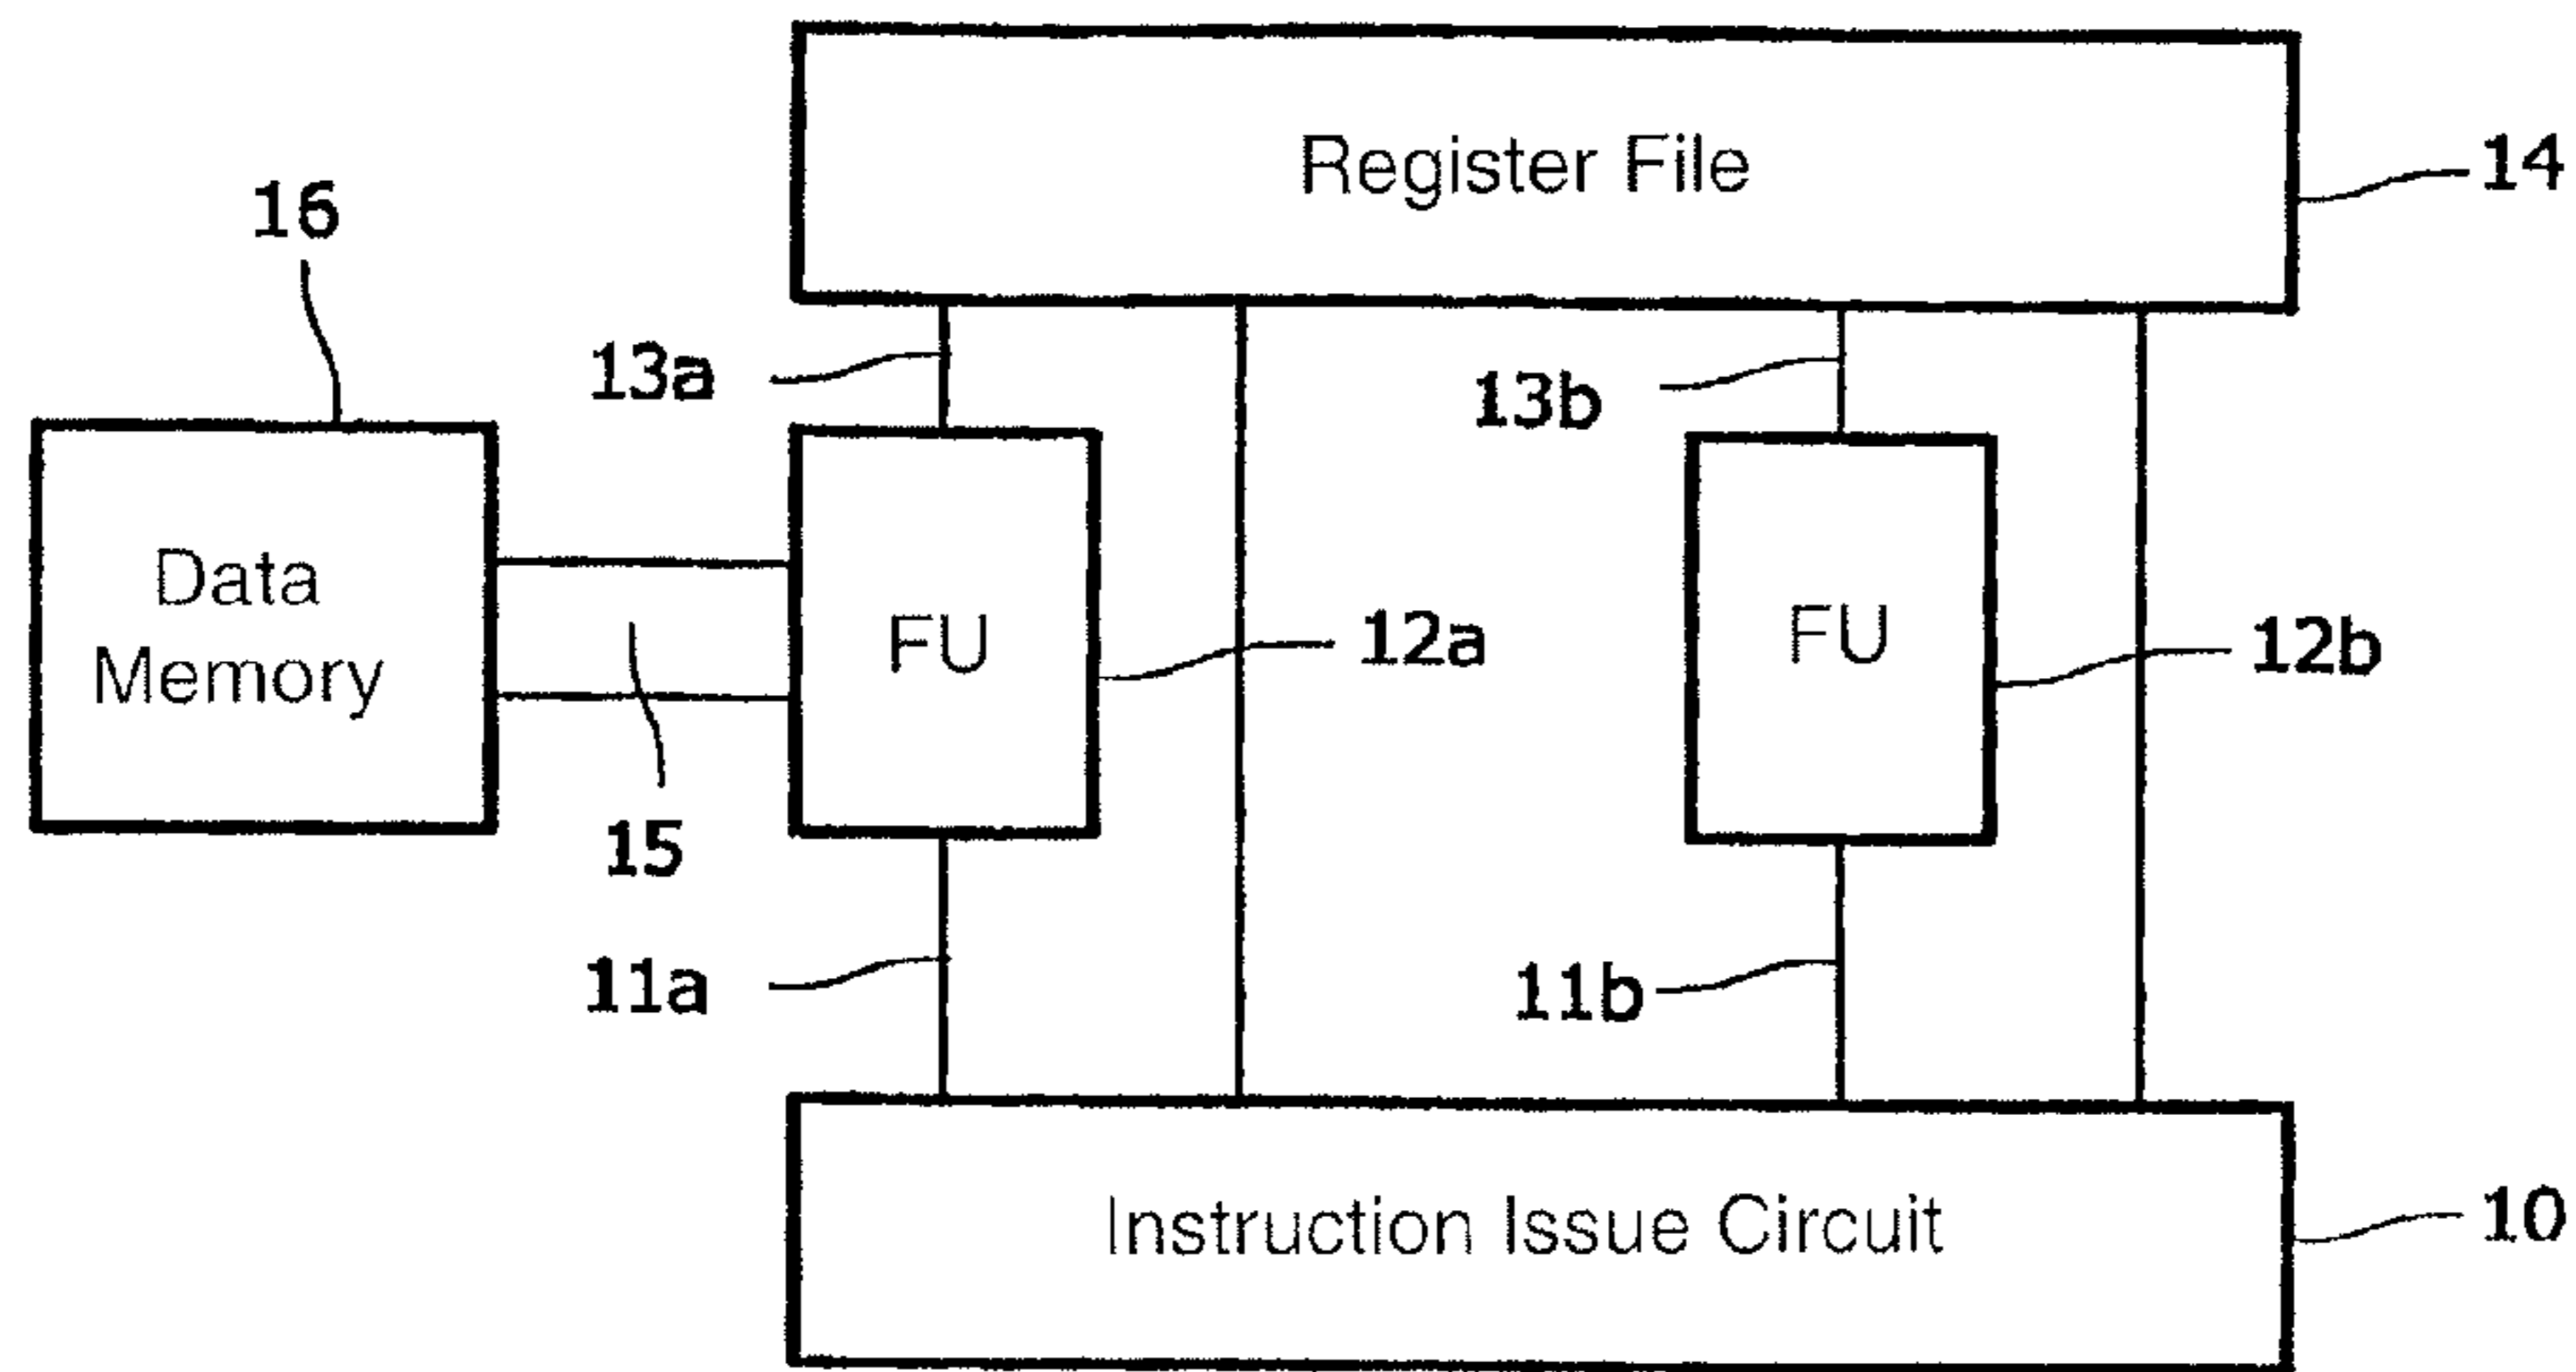 Register File
14
16
13a
13b
Data
Memory
FU
12a
FU
12b
15
11a
11b
Instruction Issue Circuit
10